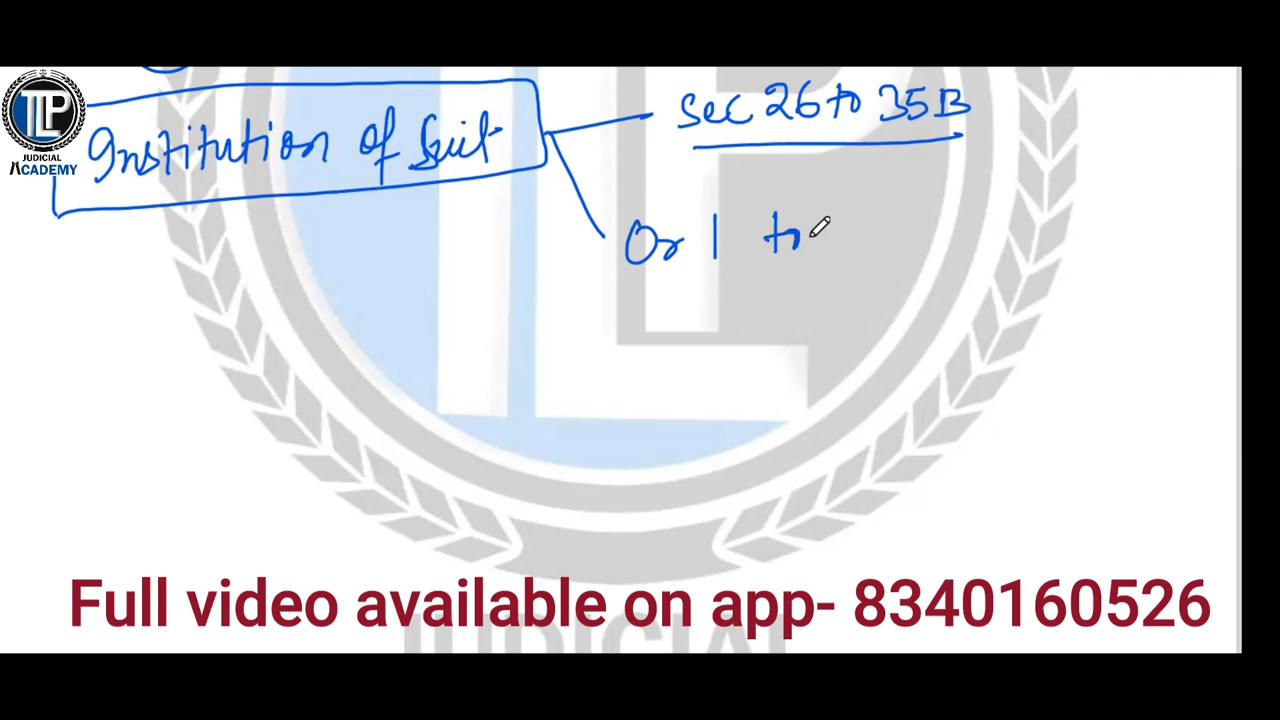 TLP
JUDICIAL
ACADEMY
Institution of Suit
Sec 26 to 35B
Or 1 to
Full video available on app- 8340160526
JUDICIAL